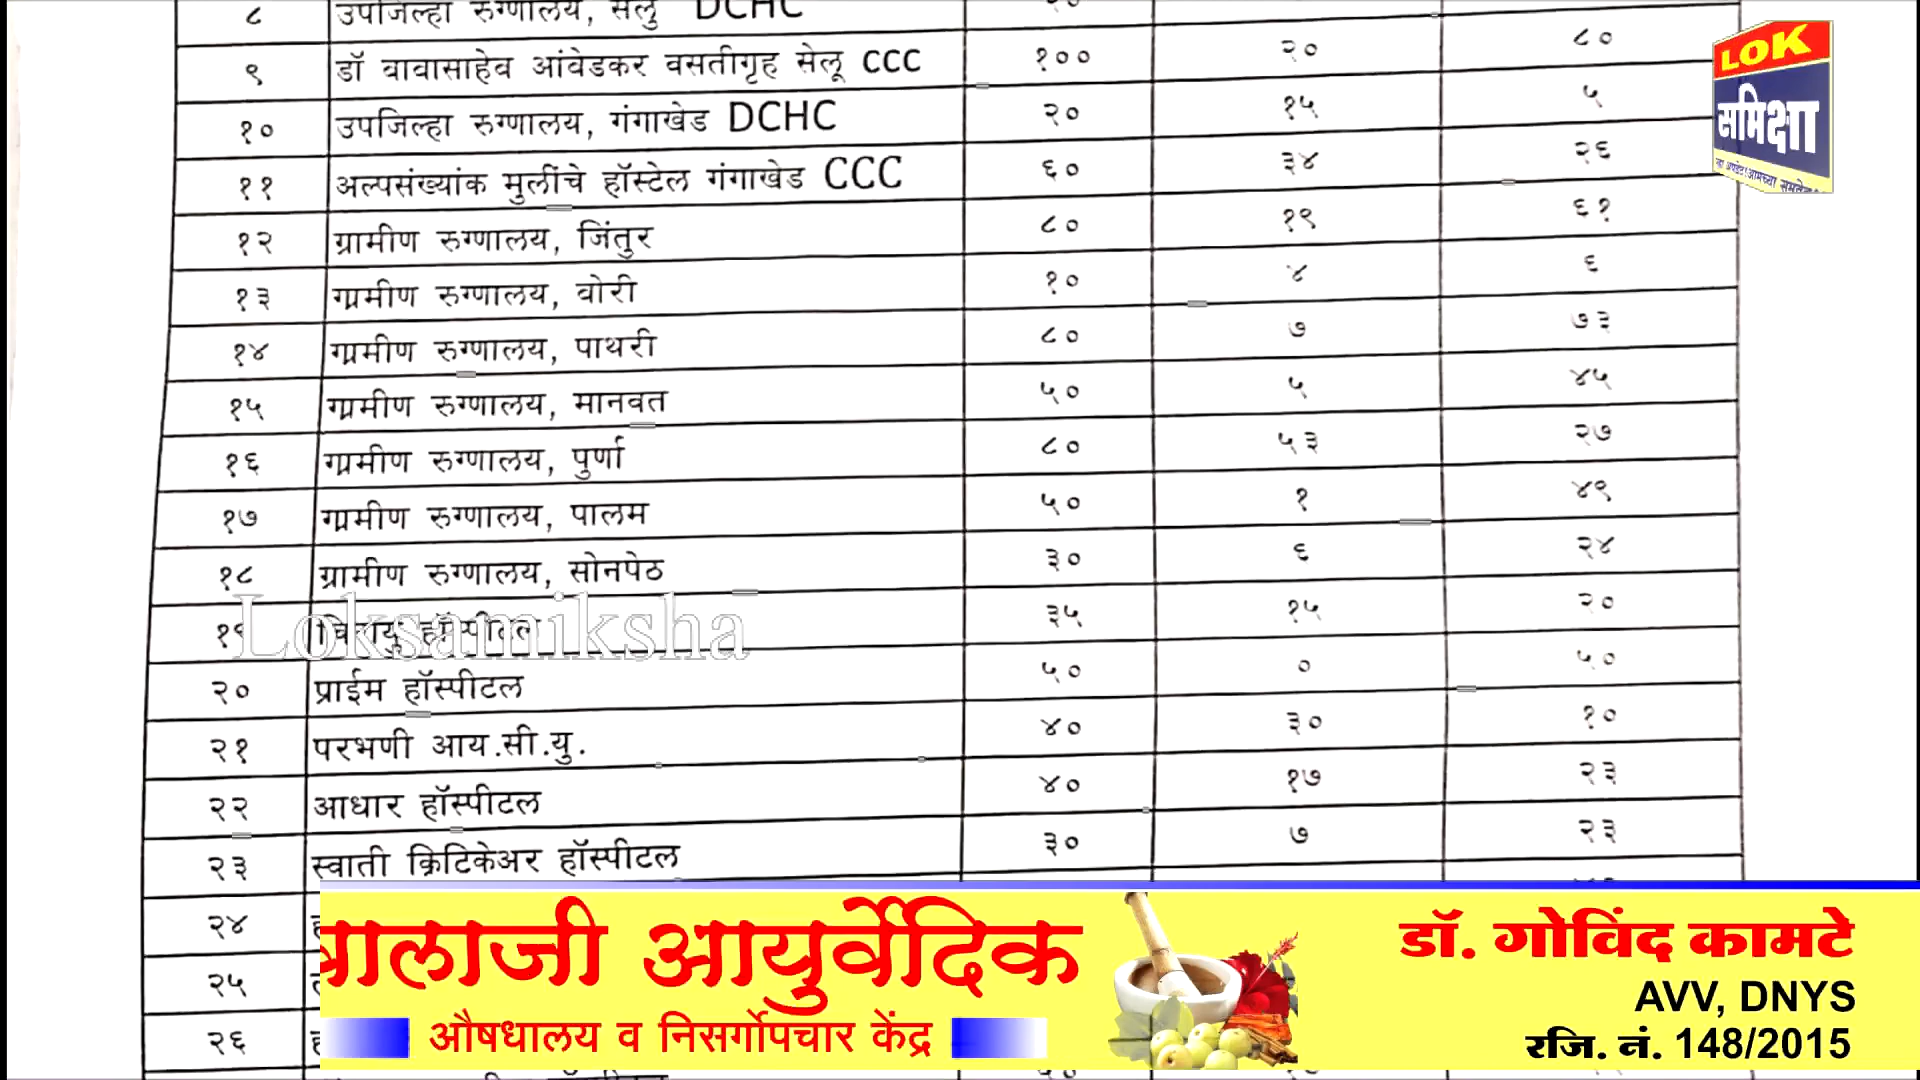 ८ उपजिल्हा रुग्णालय, सेलु DCHC
९ डॉ वावासाहेव आंवेडकर वसतीगृह सेलू CCC १०० २० ८०
१० उपजिल्हा रुग्णालय, गंगाखेड DCHC २० १५ ५
११ अल्पसंख्यांक मुलींचे हॉस्टेल गंगाखेड CCC ६० ३४ २६
१२ ग्रामीण रुग्णालय, जिंतुर ८० १९ ६१
१३ ग्रामीण रुग्णालय, वोरी १० ४ ६
१४ ग्रामीण रुग्णालय, पाथरी ८० ७ ७३
१५ ग्रामीण रुग्णालय, मानवत ५० ५ ४५
१६ ग्रामीण रुग्णालय, पुर्णा ८० ५३ २७
१७ ग्रामीण रुग्णालय, पालम ५० १ ४९
१८ ग्रामीण रुग्णालय, सोनपेठ ३० ६ २४
१९ चिरायु हॉस्पीटल ३५ १५ २०
Loksamiksha
२० प्राईम हॉस्पीटल ५० ० ५०
२१ परभणी आय.सी.यु. ४० ३० १०
२२ आधार हॉस्पीटल ४० १७ २३
२३ स्वाती क्रिटिकेअर हॉस्पीटल ३० ७ २३
२४
२५
२६
LOK
समिक्षा
बालाजी आयुर्वेदिक
औषधालय व निसर्गोपचार केंद्र
डॉ. गोविंद कामटे
AVV, DNYS
रजि. नं. 148/2015